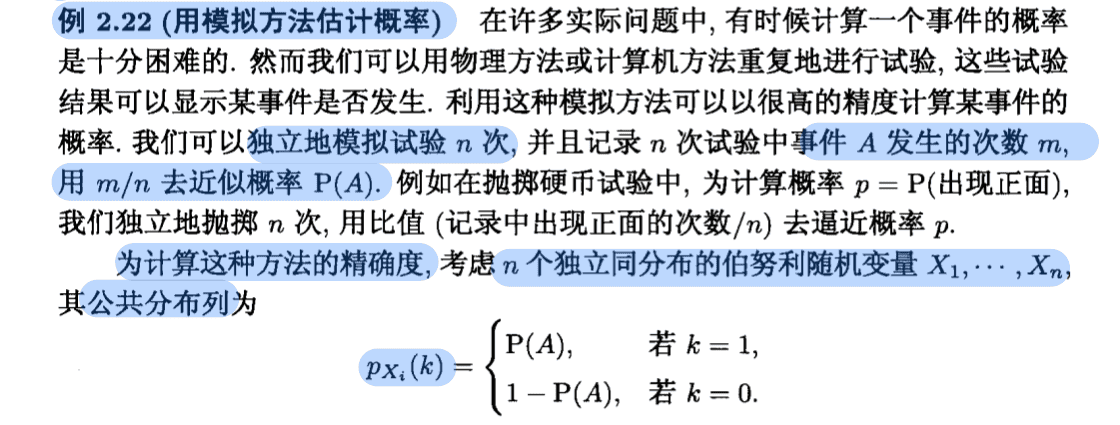 例 2.22 (用模拟方法估计概率) 在许多实际问题中, 有时候计算一个事件的概率
是十分困难的. 然而我们可以用物理方法或计算机方法重复地进行试验, 这些试验
结果可以显示某事件是否发生. 利用这种模拟方法可以以很高的精度计算某事件的
概率. 我们可以独立地模拟试验 n 次, 并且记录 n 次试验中事件 A 发生的次数 m,
用 m/n 去近似概率 P(A). 例如在抛掷硬币试验中, 为计算概率 p = P(出现正面),
我们独立地抛掷 n 次, 用比值 (记录中出现正面的次数/n) 去逼近概率 p.
为计算这种方法的精确度, 考虑 n 个独立同分布的伯努利随机变量 X₁, ⋯ , Xₙ,
其公共分布列为
p_{X_i}(k) = { P(A), 若 k = 1,
1 − P(A), 若 k = 0.